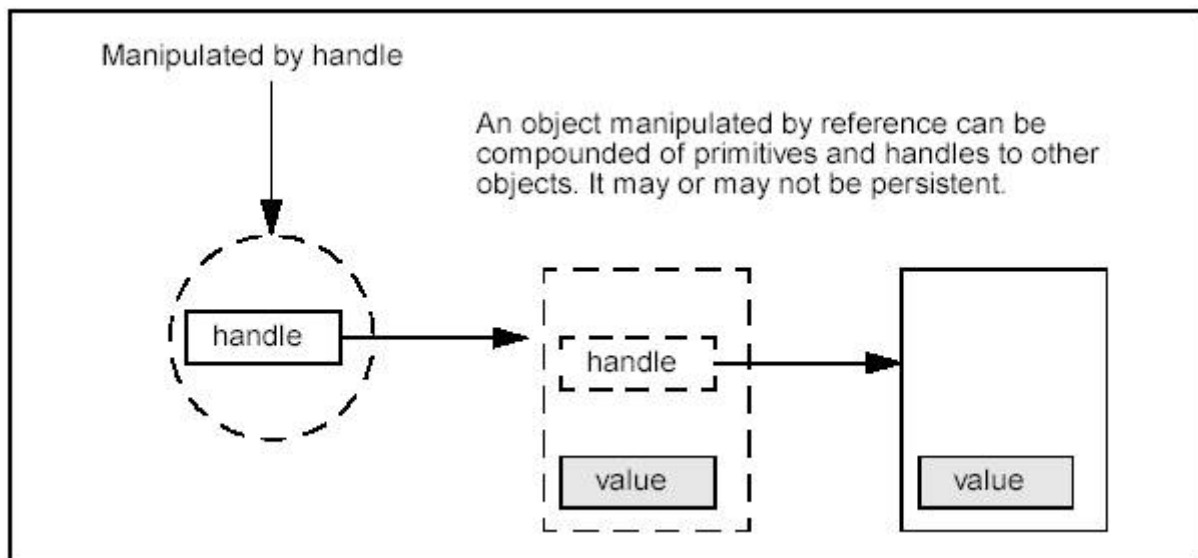 Manipulated by handle
An object manipulated by reference can be
compounded of primitives and handles to other
objects. It may or may not be persistent.
handle
handle
value
value